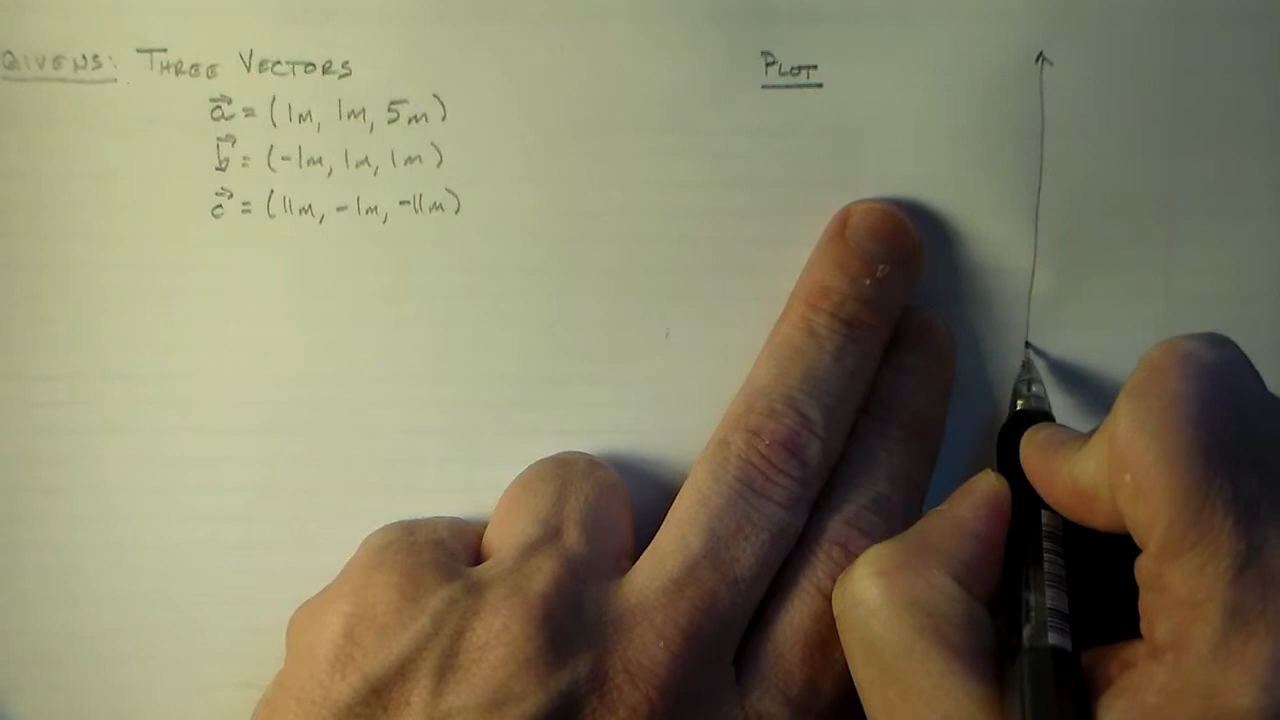 GIVENS: THREE VECTORS
a⃗ = (1m, 1m, 5m)
b⃗ = (-1m, 1m, 1m)
c⃗ = (11m, -1m, -11m)
PLOT